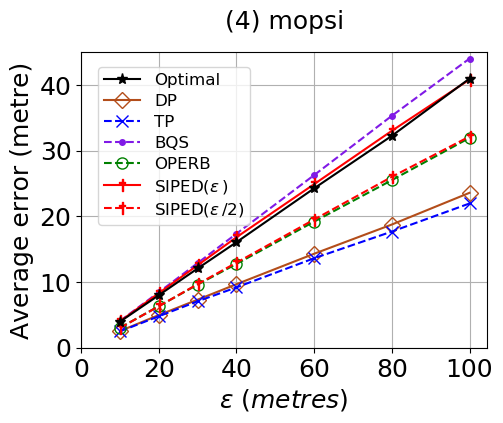 (4) mopsi
Average error (metre)
40
30
20
10
0
Optimal
DP
TP
BQS
OPERB
SIPED(ε )
SIPED(ε /2)
0 20 40 60 80 100
ε (metres)